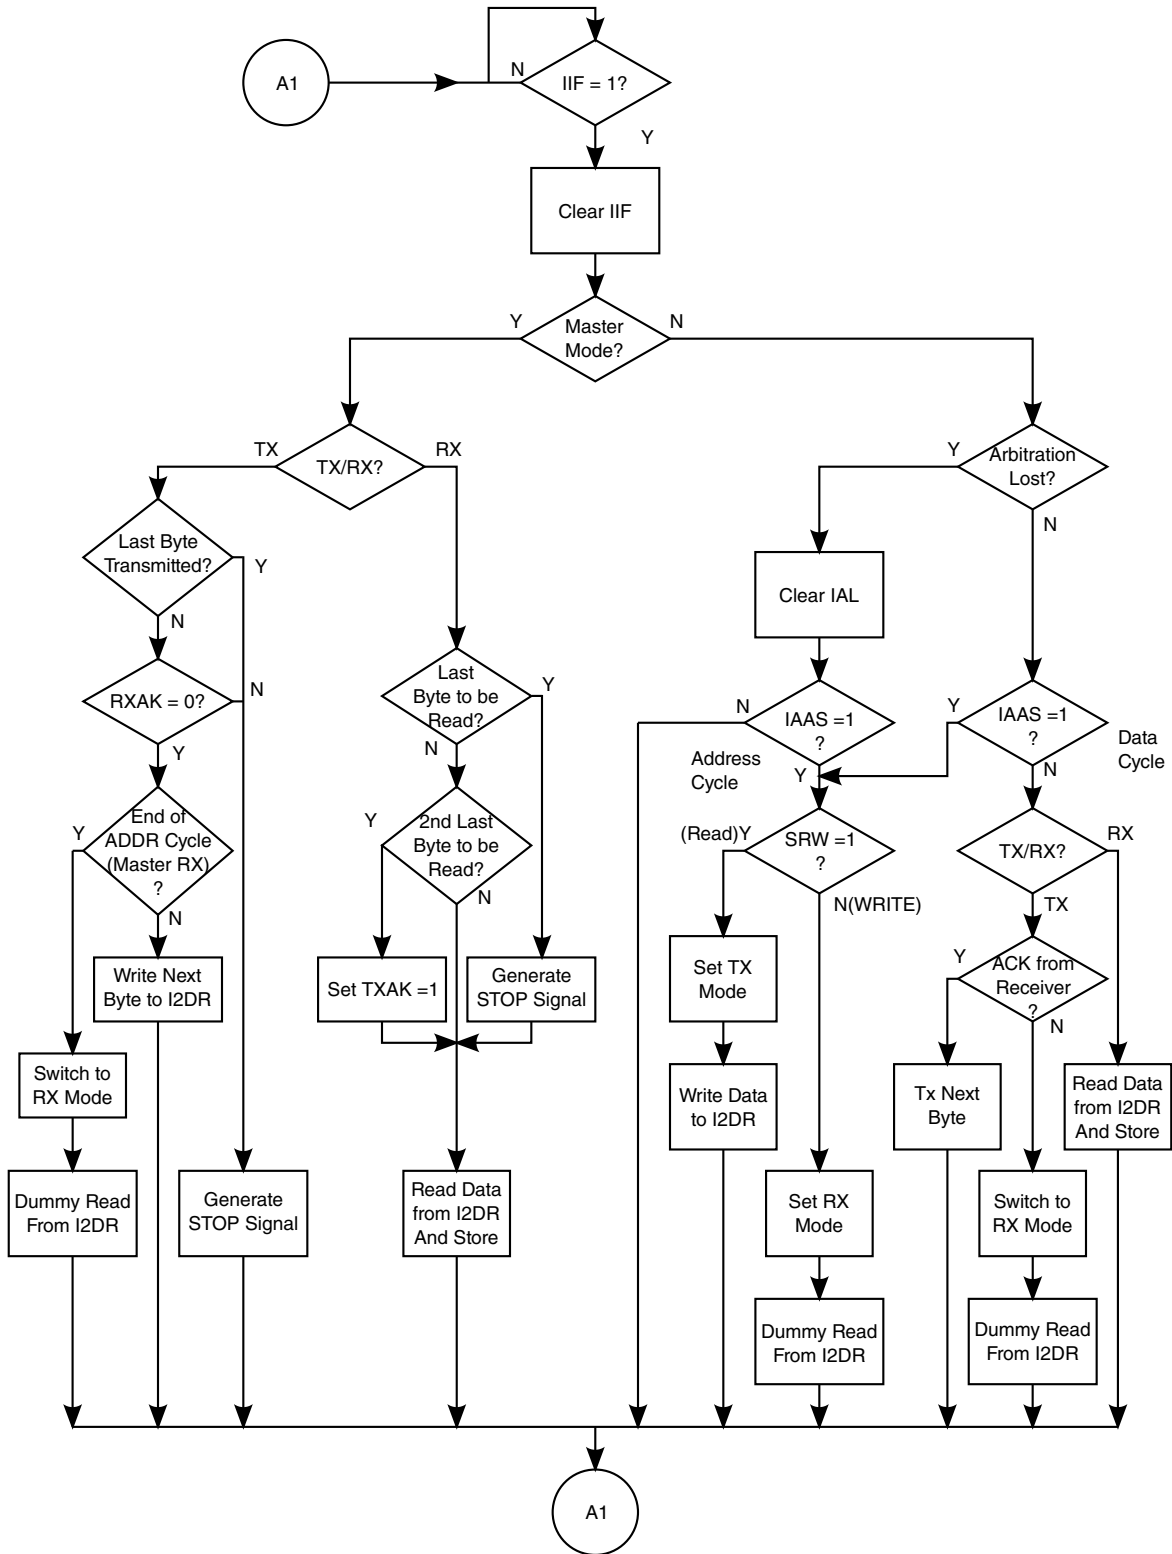 A1
N
IIF = 1?
Y
Clear IIF
Y
Master
Mode?
N
TX
TX/RX?
RX
Y
Arbitration
Lost?
N
Last Byte
Transmitted?
Y
N
Clear IAL
RXAK = 0?
N
Y
Last
Byte to be
Read?
Y
N
N
IAAS =1
?
Address
Cycle
Y
Y
IAAS =1
?
Data
Cycle
N
Y
End of
ADDR Cycle
(Master RX)
?
N
Y
2nd Last
Byte to be
Read?
N
(Read)Y
SRW =1
?
N(WRITE)
TX/RX?
RX
TX
Write Next
Byte to I2DR
Set TXAK =1
Generate
STOP Signal
Set TX
Mode
Y
ACK from
Receiver
?
N
Switch to
RX Mode
Write Data
to I2DR
Tx Next
Byte
Read Data
from I2DR
And Store
Dummy Read
From I2DR
Generate
STOP Signal
Read Data
from I2DR
And Store
Set RX
Mode
Switch to
RX Mode
Dummy Read
From I2DR
Dummy Read
From I2DR
A1